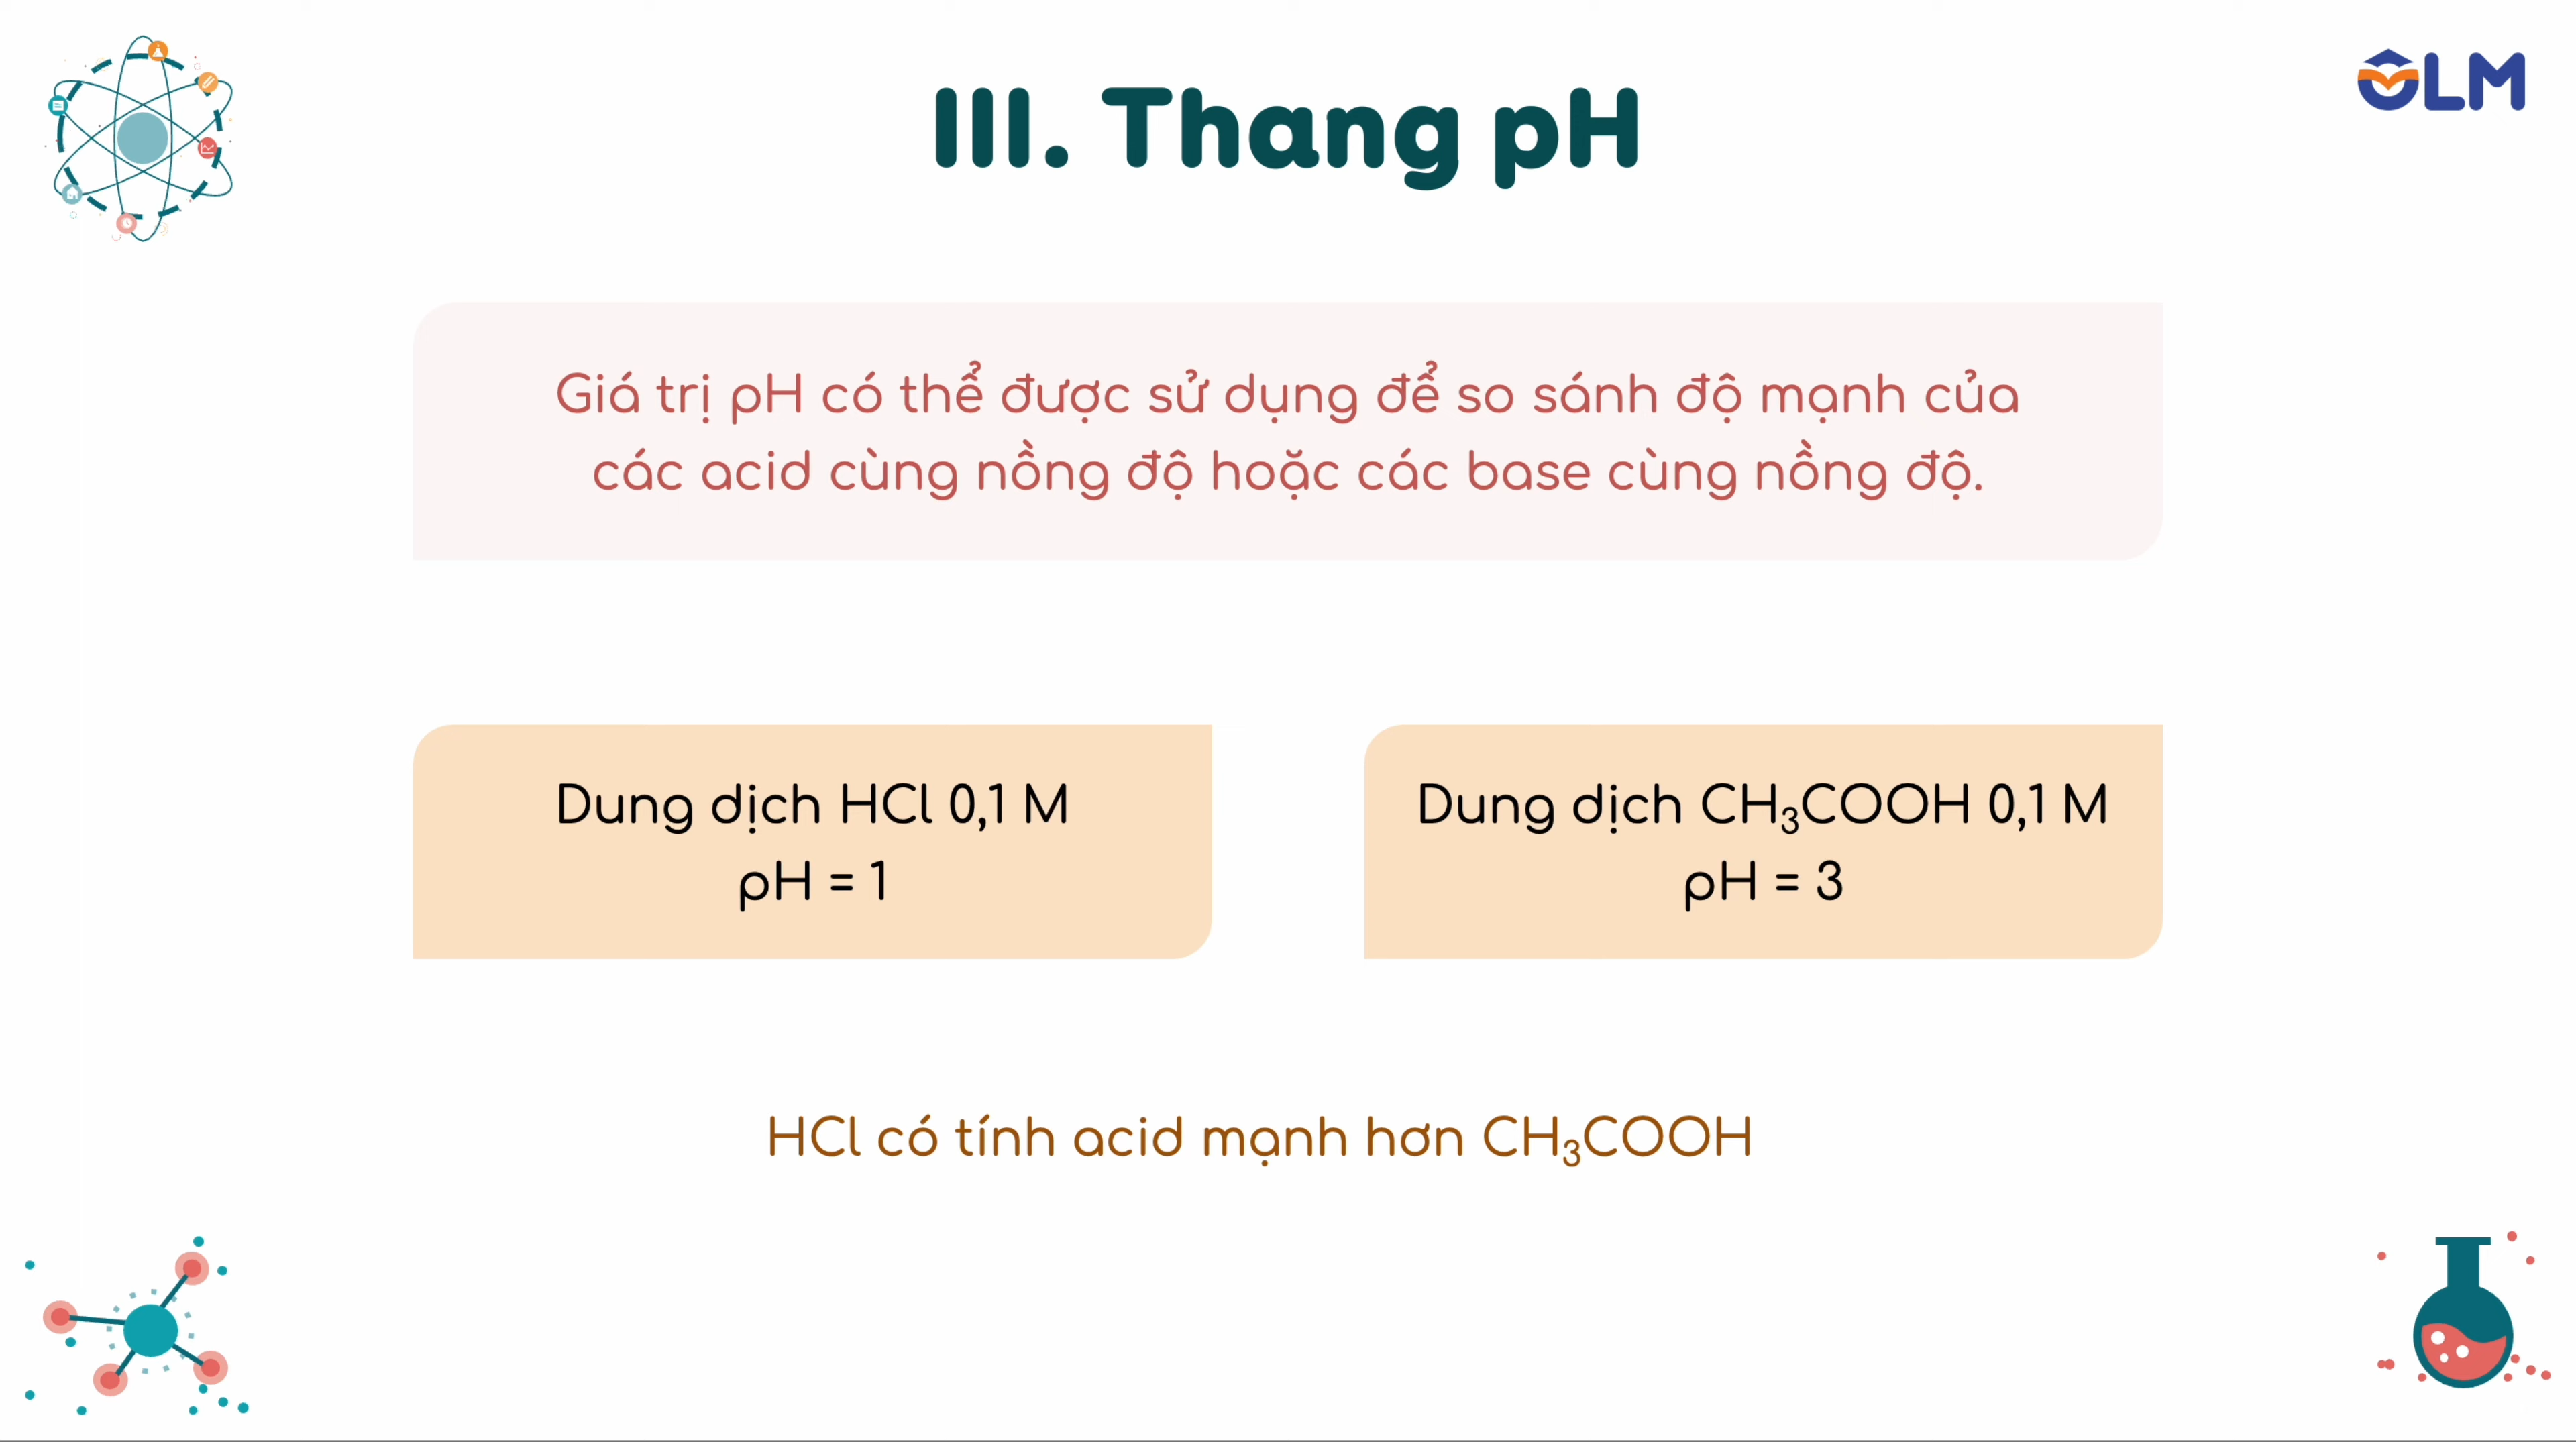 OLM
III. Thang pH
Giá trị pH có thể được sử dụng để so sánh độ mạnh của
các acid cùng nồng độ hoặc các base cùng nồng độ.
Dung dịch HCl 0,1 M
pH = 1
Dung dịch CH₃COOH 0,1 M
pH = 3
HCl có tính acid mạnh hơn CH₃COOH